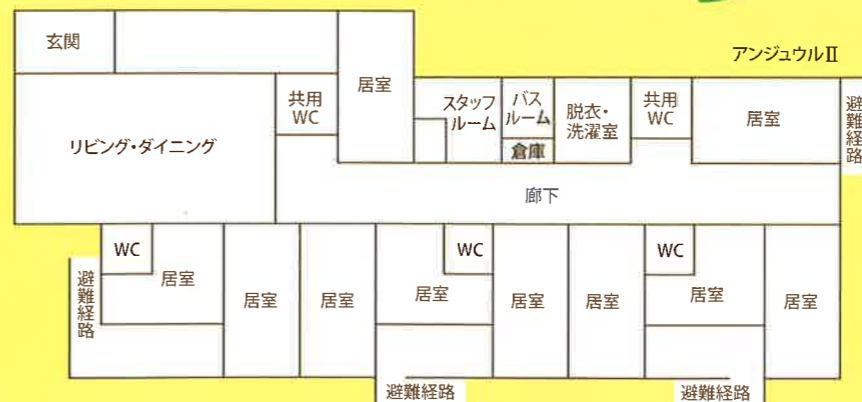 アンジュウルⅡ
玄関
居室
共用
WC
リビング・ダイニング
スタッフ
ルーム
バス
ルーム
倉庫
脱衣・
洗濯室
共用
WC
居室
避難経路
廊下
WC
居室
避難経路
居室
居室
WC
居室
居室
居室
WC
居室
居室
避難経路
避難経路